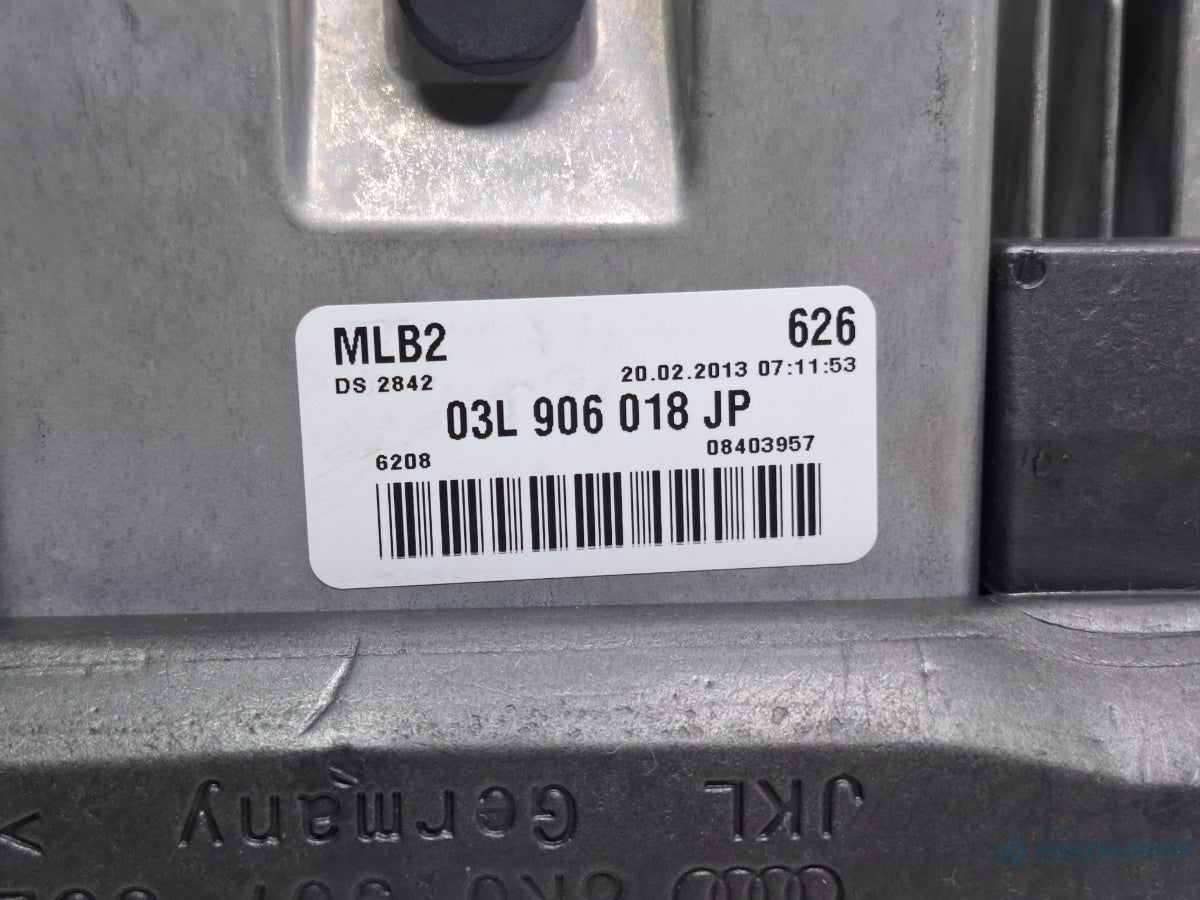 MLB2 626
DS 2842 20.02.2013 07:11:53
03L 906 018 JP
6208 08403957
JKL
Germany